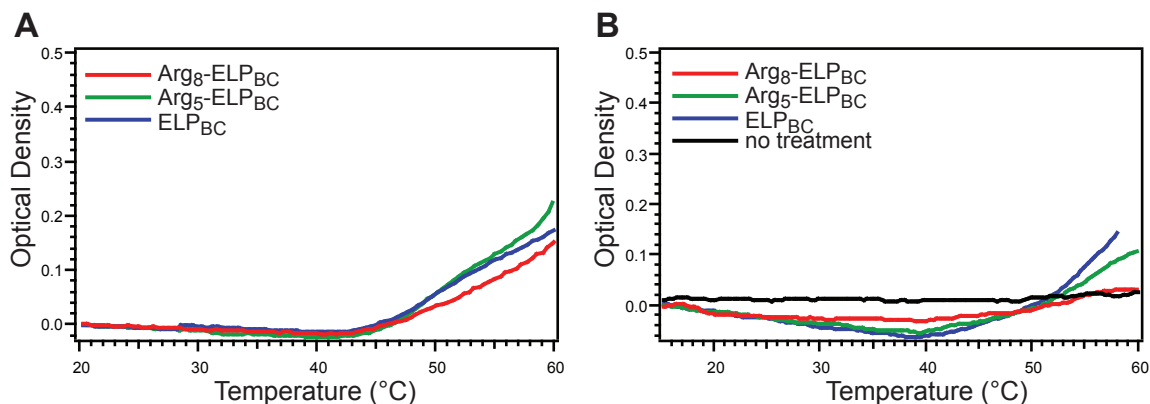 A
0.5
0.4
0.3
0.2
0.1
0.0
Optical Density
Arg8-ELPBC
Arg5-ELPBC
ELPBC
20
30
40
50
60
Temperature (°C)
B
0.5
0.4
0.3
0.2
0.1
0.0
Optical Density
Arg8-ELPBC
Arg5-ELPBC
ELPBC
no treatment
20
30
40
50
60
Temperature (°C)